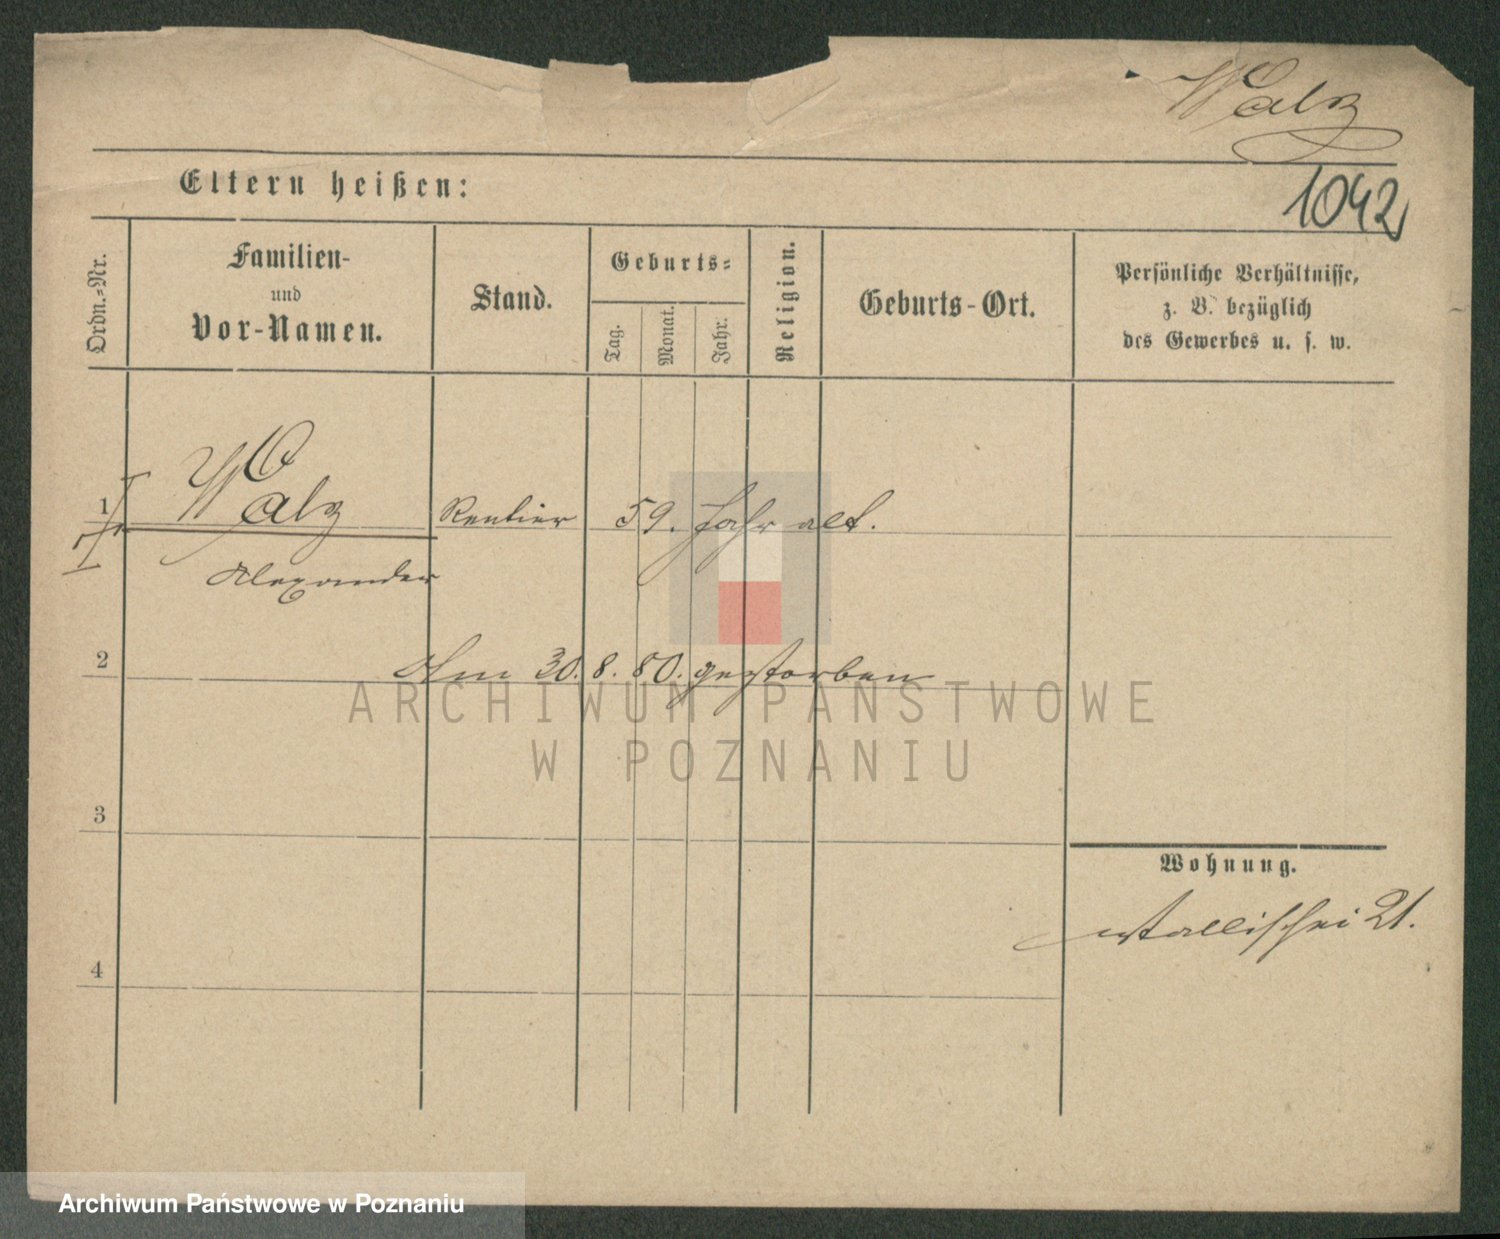 Walz
1042
Eltern heißen:
Ordn.-Nr.
Familien-
und
Vor-Namen.
Stand.
Geburts-
Tag.
Monat.
Jahr.
Religion.
Geburts-Ort.
Persönliche Verhältnisse,
z. B. bezüglich
des Gewerbes u. s. w.
1 Walz Rentier 59. Jahr alt.
Alexander
2 Am 30. 8. 80. gestorben
ARCHIWUM PAŃSTWOWE
W POZNANIU
3
Wohnung.
Wallischei 21.
4
Archiwum Państwowe w Poznaniu